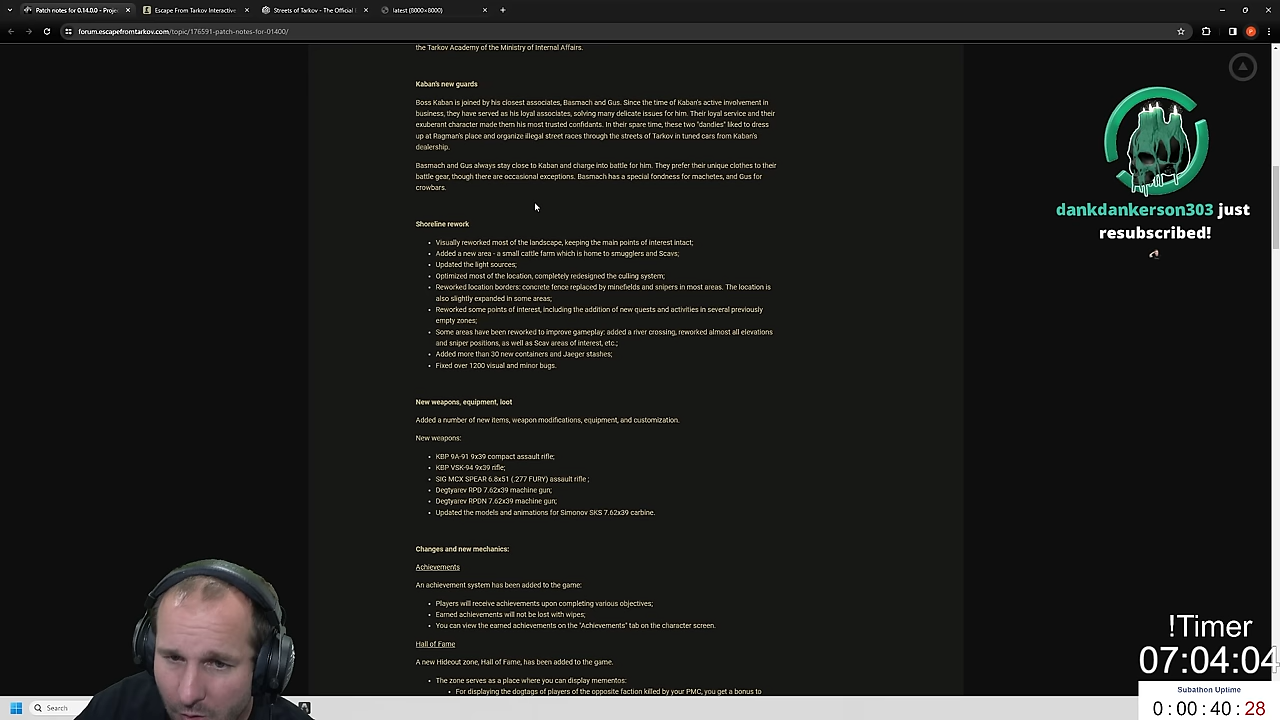 Patch notes for 0.14.0.0 - Proje
Escape From Tarkov Interactive
Streets of Tarkov - The Official
latest (8000×8000)
forum.escapefromtarkov.com/topic/176591-patch-notes-for-01400/
the Tarkov Academy of the Ministry of Internal Affairs.
Kaban's new guards
Boss Kaban is joined by his closest associates, Basmach and Gus. Since the time of Kaban's active involvement in
business, they have served as his loyal associates, solving many delicate issues for him. Their loyal service and their
exuberant character made them his most trusted confidants. In their spare time, these two "dandies" liked to dress
up at Ragman's place and organize illegal street races through the streets of Tarkov in tuned cars from Kaban's
dealership.
Basmach and Gus always stay close to Kaban and charge into battle for him. They prefer their unique clothes to their
battle gear, though there are occasional exceptions. Basmach has a special fondness for machetes, and Gus for
crowbars.
Shoreline rework
• Visually reworked most of the landscape, keeping the main points of interest intact;
• Added a new area - a small cattle farm which is home to smugglers and Scavs;
• Updated the light sources;
• Optimized most of the location, completely redesigned the culling system;
• Reworked location borders: concrete fence replaced by minefields and snipers in most areas. The location is
also slightly expanded in some areas;
• Reworked some points of interest, including the addition of new quests and activities in several previously
empty zones;
• Some areas have been reworked to improve gameplay: added a river crossing, reworked almost all elevations
and sniper positions, as well as Scav areas of interest, etc.;
• Added more than 30 new containers and Jaeger stashes;
• Fixed over 1200 visual and minor bugs.
New weapons, equipment, loot
Added a number of new items, weapon modifications, equipment, and customization.
New weapons:
• KBP 9A-91 9x39 compact assault rifle;
• KBP VSK-94 9x39 rifle;
• SIG MCX SPEAR 6.8x51 (.277 FURY) assault rifle ;
• Degtyarev RPD 7.62x39 machine gun;
• Degtyarev RPDN 7.62x39 machine gun;
• Updated the models and animations for Simonov SKS 7.62x39 carbine.
Changes and new mechanics:
Achievements
An achievement system has been added to the game:
• Players will receive achievements upon completing various objectives;
• Earned achievements will not be lost with wipes;
• You can view the earned achievements on the "Achievements" tab on the character screen.
Hall of Fame
A new Hideout zone, Hall of Fame, has been added to the game.
• The zone serves as a place where you can display mementos:
• For displaying the dogtags of players of the opposite faction killed by your PMC, you get a bonus to
dankdankerson303 just
resubscribed!
!Timer
07:04:04
Subathon Uptime
0:00:40:28
Search